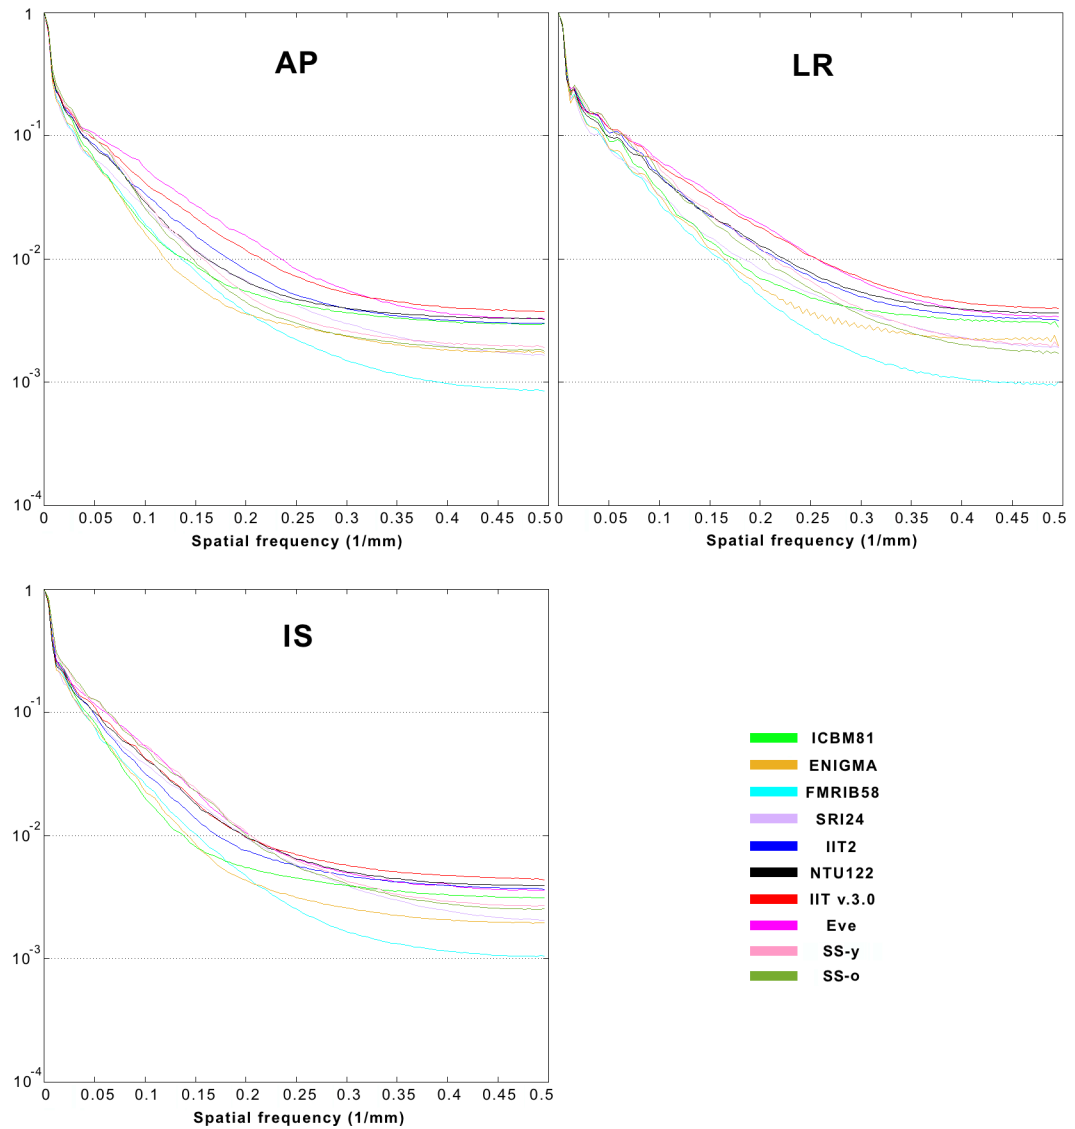 AP
1
10-1
10-2
10-3
10-4
0 0.05 0.1 0.15 0.2 0.25 0.3 0.35 0.4 0.45 0.5
Spatial frequency (1/mm)
LR
0 0.05 0.1 0.15 0.2 0.25 0.3 0.35 0.4 0.45 0.5
Spatial frequency (1/mm)
IS
1
10-1
10-2
10-3
10-4
0 0.05 0.1 0.15 0.2 0.25 0.3 0.35 0.4 0.45 0.5
Spatial frequency (1/mm)
ICBM81
ENIGMA
FMRIB58
SRI24
IIT2
NTU122
IIT v.3.0
Eve
SS-y
SS-o